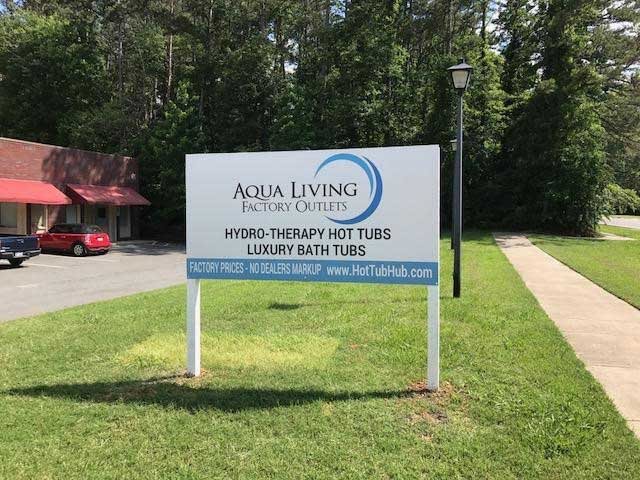 AQUA LIVING
FACTORY OUTLETS
HYDRO-THERAPY HOT TUBS
LUXURY BATH TUBS
FACTORY PRICES - NO DEALERS MARKUP www.HotTubHub.com